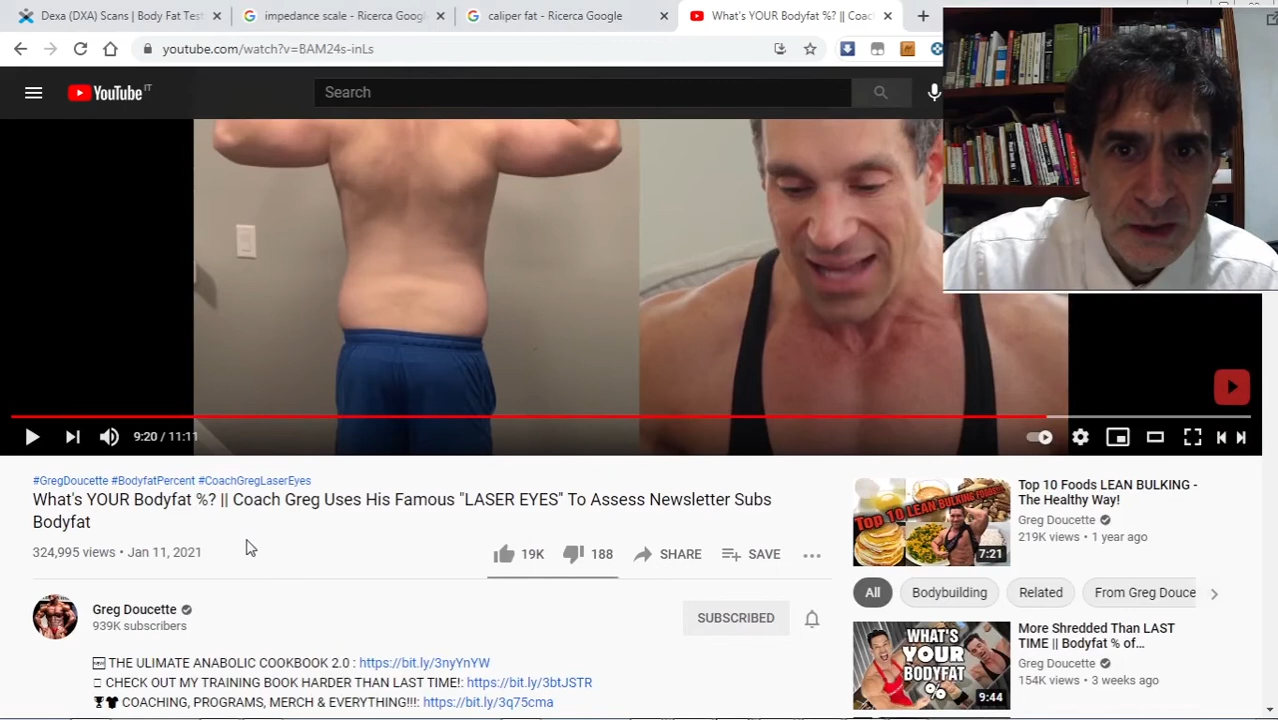 Dexa (DXA) Scans | Body Fat Test
impedance scale - Ricerca Google
caliper fat - Ricerca Google
What's YOUR Bodyfat %? || Coac
youtube.com/watch?v=BAM24s-inLs
YouTube IT
Search
9:20 / 11:11
#GregDoucette #BodyfatPercent #CoachGregLaserEyes
What's YOUR Bodyfat %? || Coach Greg Uses His Famous "LASER EYES" To Assess Newsletter Subs
Bodyfat
324,995 views • Jan 11, 2021
19K
188
SHARE
SAVE
Greg Doucette
939K subscribers
SUBSCRIBED
THE ULIMATE ANABOLIC COOKBOOK 2.0 : https://bit.ly/3nyYnYW
CHECK OUT MY TRAINING BOOK HARDER THAN LAST TIME!: https://bit.ly/3btJSTR
COACHING, PROGRAMS, MERCH & EVERYTHING!!!: https://bit.ly/3q75cma
TOP 10 LEAN BULKING FOODS
7:21
Top 10 Foods LEAN BULKING -
The Healthy Way!
Greg Doucette
219K views • 1 year ago
All
Bodybuilding
Related
From Greg Douce
WHAT'S
YOUR
BODYFAT
%
9:44
More Shredded Than LAST
TIME || Bodyfat % of...
Greg Doucette
154K views • 3 weeks ago